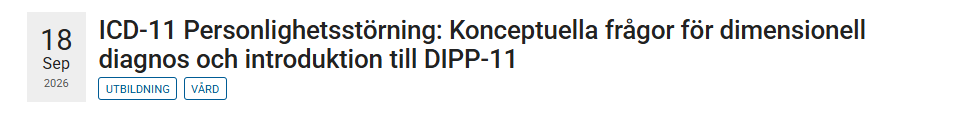 18
Sep
2026
ICD-11 Personlighetsstörning: Konceptuella frågor för dimensionell
diagnos och introduktion till DIPP-11
UTBILDNING
VÅRD